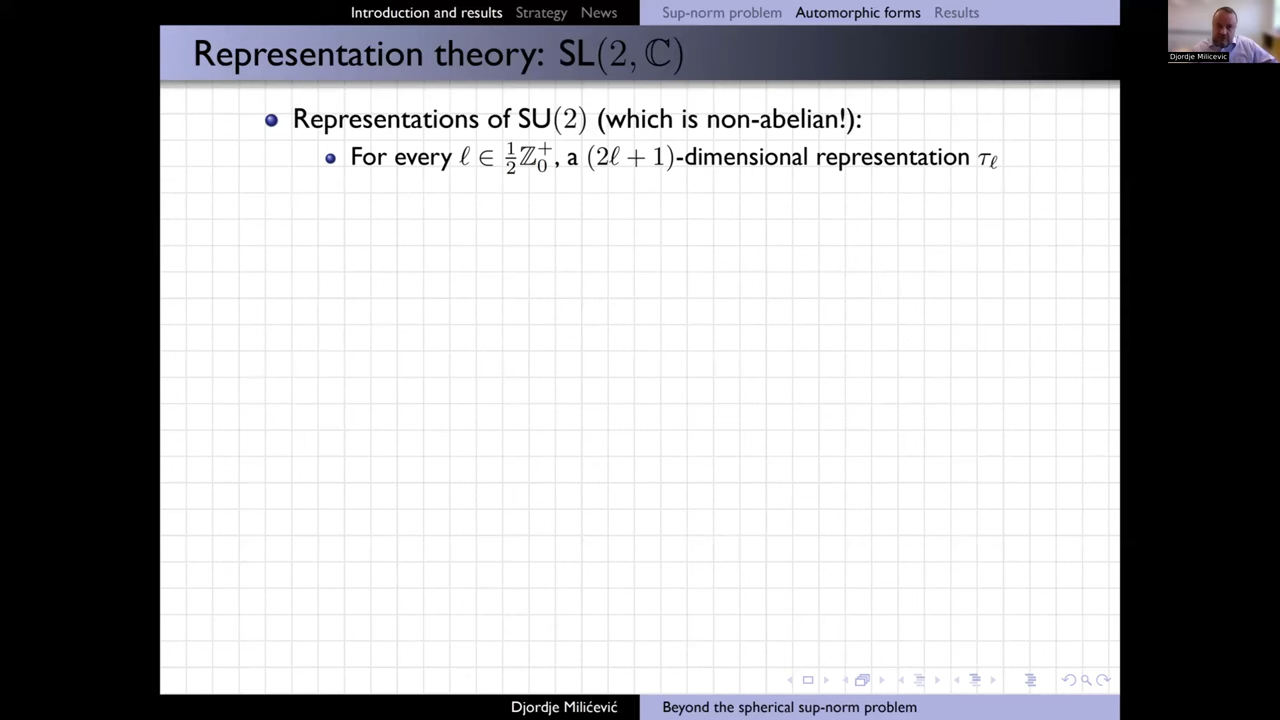 Introduction and results Strategy News Sup-norm problem Automorphic forms Results
Djordje Milicevic
Representation theory: SL(2, ℂ)
Representations of SU(2) (which is non-abelian!):
For every ℓ ∈ ½ℤ₀⁺, a (2ℓ + 1)-dimensional representation τ_ℓ
Djordje Milićević Beyond the spherical sup-norm problem